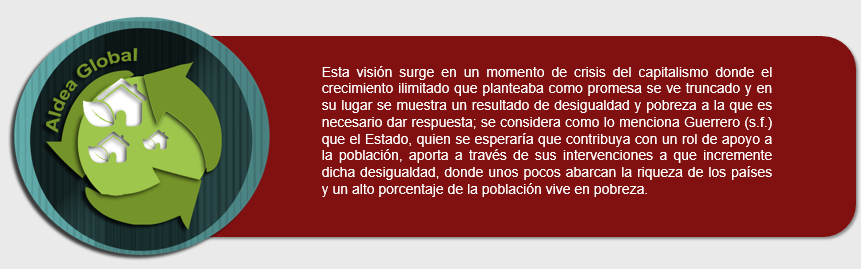 Aldea Global
Esta visión surge en un momento de crisis del capitalismo donde el
crecimiento ilimitado que planteaba como promesa se ve truncado y en
su lugar se muestra un resultado de desigualdad y pobreza a la que es
necesario dar respuesta; se considera como lo menciona Guerrero (s.f.)
que el Estado, quien se esperaría que contribuya con un rol de apoyo a
la población, aporta a través de sus intervenciones a que incremente
dicha desigualdad, donde unos pocos abarcan la riqueza de los países
y un alto porcentaje de la población vive en pobreza.